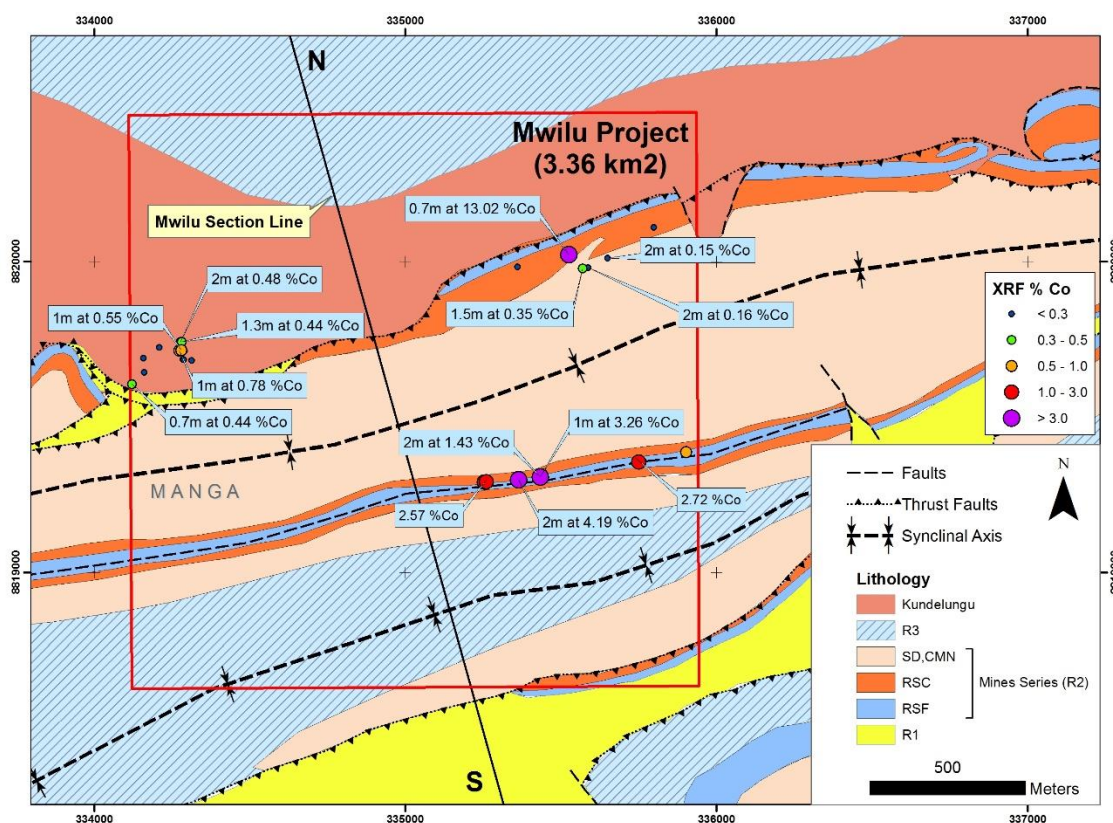 334000
335000
336000
337000
N
Mwilu Project
(3.36 km2)
Mwilu Section Line
0.7m at 13.02 %Co
8820000
2m at 0.15 %Co
2m at 0.48 %Co
1m at 0.55 %Co
1.3m at 0.44 %Co
1.5m at 0.35 %Co
2m at 0.16 %Co
1m at 0.78 %Co
0.7m at 0.44 %Co
XRF % Co
< 0.3
0.3 - 0.5
0.5 - 1.0
1.0 - 3.0
> 3.0
2m at 1.43 %Co
1m at 3.26 %Co
MANGA
2.57 %Co
2m at 4.19 %Co
2.72 %Co
8819000
S
Faults
Thrust Faults
Synclinal Axis
N
Lithology
Kundelungu
R3
SD,CMN
RSC
RSF
R1
Mines Series (R2)
500
Meters
334000
335000
336000
337000